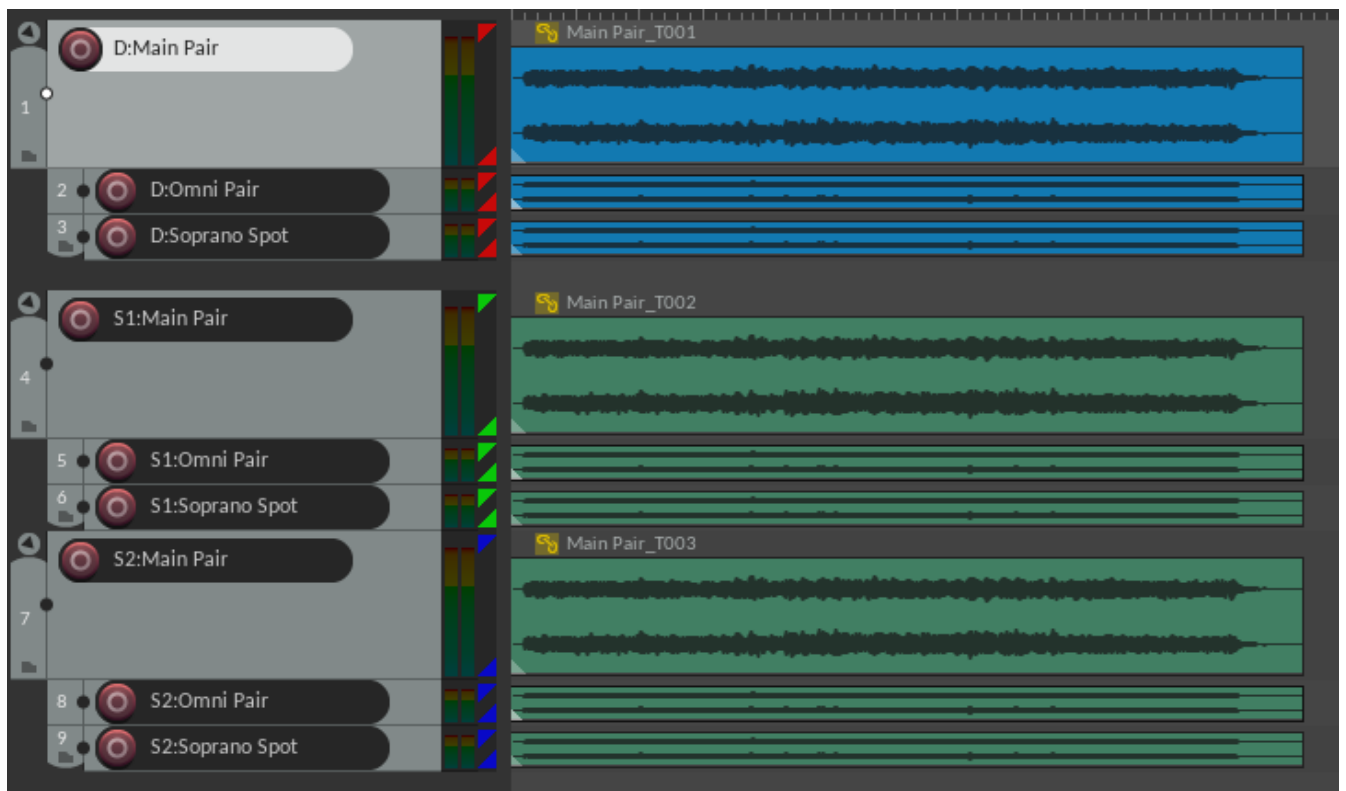 D:Main Pair
Main Pair_T001
1
2
D:Omni Pair
3
D:Soprano Spot
S1:Main Pair
Main Pair_T002
4
5
S1:Omni Pair
6
S1:Soprano Spot
S2:Main Pair
Main Pair_T003
7
8
S2:Omni Pair
9
S2:Soprano Spot